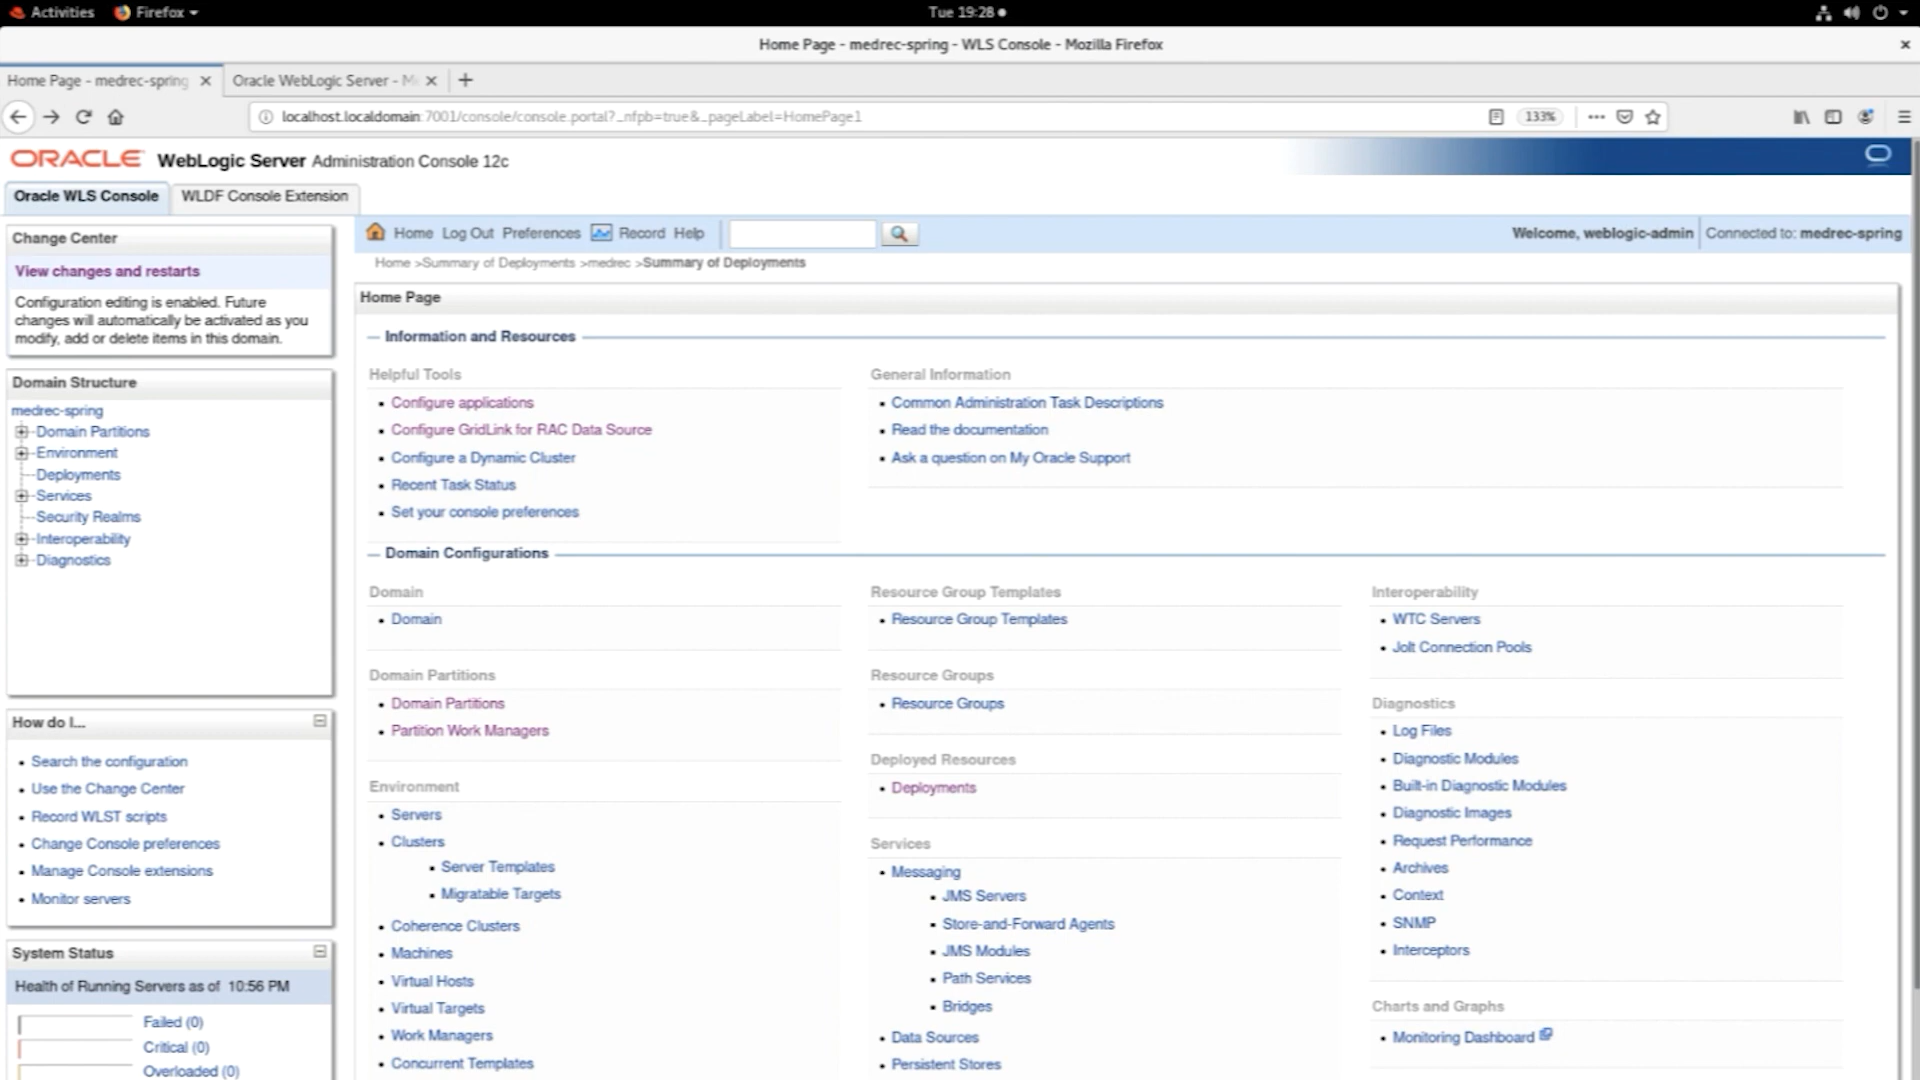 Activities Firefox Tue 19:28
Home Page - medrec-spring - WLS Console - Mozilla Firefox
Home Page - medrec-spring Oracle WebLogic Server - M
localhost.localdomain:7001/console/console.portal?_nfpb=true&_pageLabel=HomePage1 133%
ORACLE WebLogic Server Administration Console 12c
Oracle WLS Console WLDF Console Extension
Change Center
View changes and restarts
Configuration editing is enabled. Future
changes will automatically be activated as you
modify, add or delete items in this domain.
Domain Structure
medrec-spring
Domain Partitions
Environment
Deployments
Services
Security Realms
Interoperability
Diagnostics
How do I...
Search the configuration
Use the Change Center
Record WLST scripts
Change Console preferences
Manage Console extensions
Monitor servers
System Status
Health of Running Servers as of 10:56 PM
Failed (0)
Critical (0)
Overloaded (0)
Home Log Out Preferences Record Help
Welcome, weblogic-admin Connected to: medrec-spring
Home >Summary of Deployments >medrec >Summary of Deployments
Home Page
Information and Resources
Helpful Tools
Configure applications
Configure GridLink for RAC Data Source
Configure a Dynamic Cluster
Recent Task Status
Set your console preferences
General Information
Common Administration Task Descriptions
Read the documentation
Ask a question on My Oracle Support
Domain Configurations
Domain
Domain
Domain Partitions
Domain Partitions
Partition Work Managers
Environment
Servers
Clusters
Server Templates
Migratable Targets
Coherence Clusters
Machines
Virtual Hosts
Virtual Targets
Work Managers
Concurrent Templates
Resource Group Templates
Resource Group Templates
Resource Groups
Resource Groups
Deployed Resources
Deployments
Services
Messaging
JMS Servers
Store-and-Forward Agents
JMS Modules
Path Services
Bridges
Data Sources
Persistent Stores
Interoperability
WTC Servers
Jolt Connection Pools
Diagnostics
Log Files
Diagnostic Modules
Built-in Diagnostic Modules
Diagnostic Images
Request Performance
Archives
Context
SNMP
Interceptors
Charts and Graphs
Monitoring Dashboard